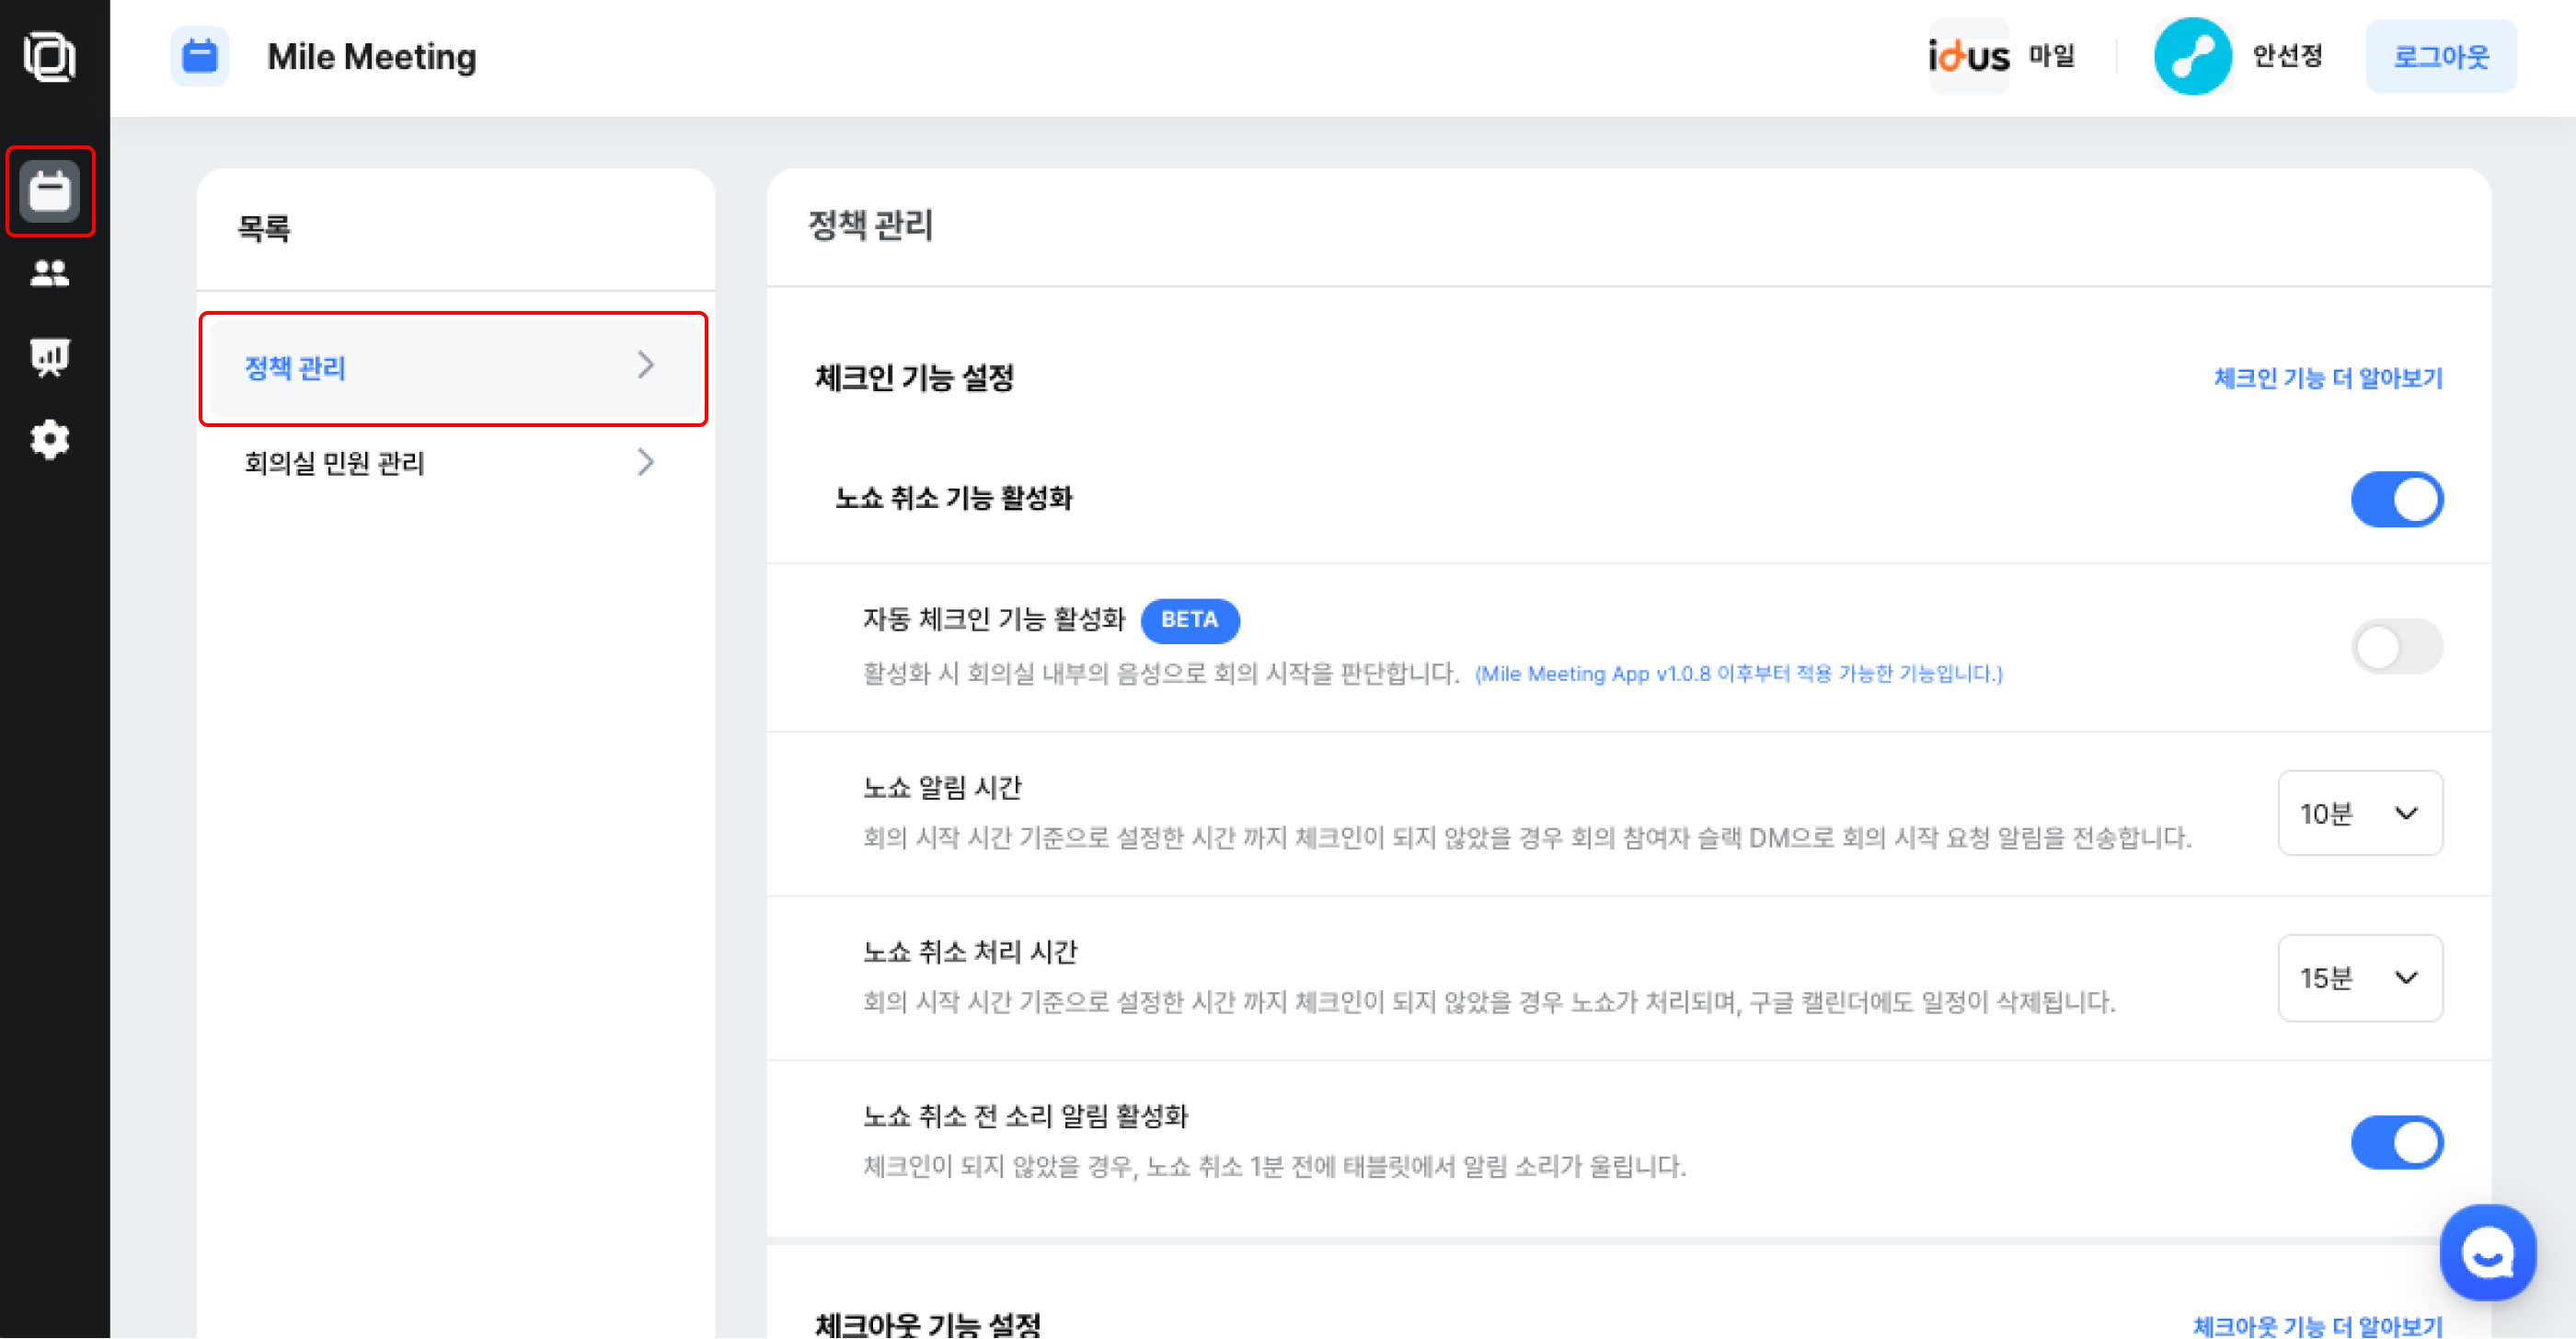 Mile Meeting
idus 마일
안선정
로그아웃
목록
정책 관리
회의실 민원 관리
정책 관리
체크인 기능 설정
체크인 기능 더 알아보기
노쇼 취소 기능 활성화
자동 체크인 기능 활성화 BETA
활성화 시 회의실 내부의 음성으로 회의 시작을 판단합니다. (Mile Meeting App v1.0.8 이후부터 적용 가능한 기능입니다.)
노쇼 알림 시간
회의 시작 시간 기준으로 설정한 시간 까지 체크인이 되지 않았을 경우 회의 참여자 슬랙 DM으로 회의 시작 요청 알림을 전송합니다.
10분
노쇼 취소 처리 시간
회의 시작 시간 기준으로 설정한 시간 까지 체크인이 되지 않았을 경우 노쇼가 처리되며, 구글 캘린더에도 일정이 삭제됩니다.
15분
노쇼 취소 전 소리 알림 활성화
체크인이 되지 않았을 경우, 노쇼 취소 1분 전에 태블릿에서 알림 소리가 울립니다.
체크아웃 기능 설정
체크아웃 기능 더 알아보기